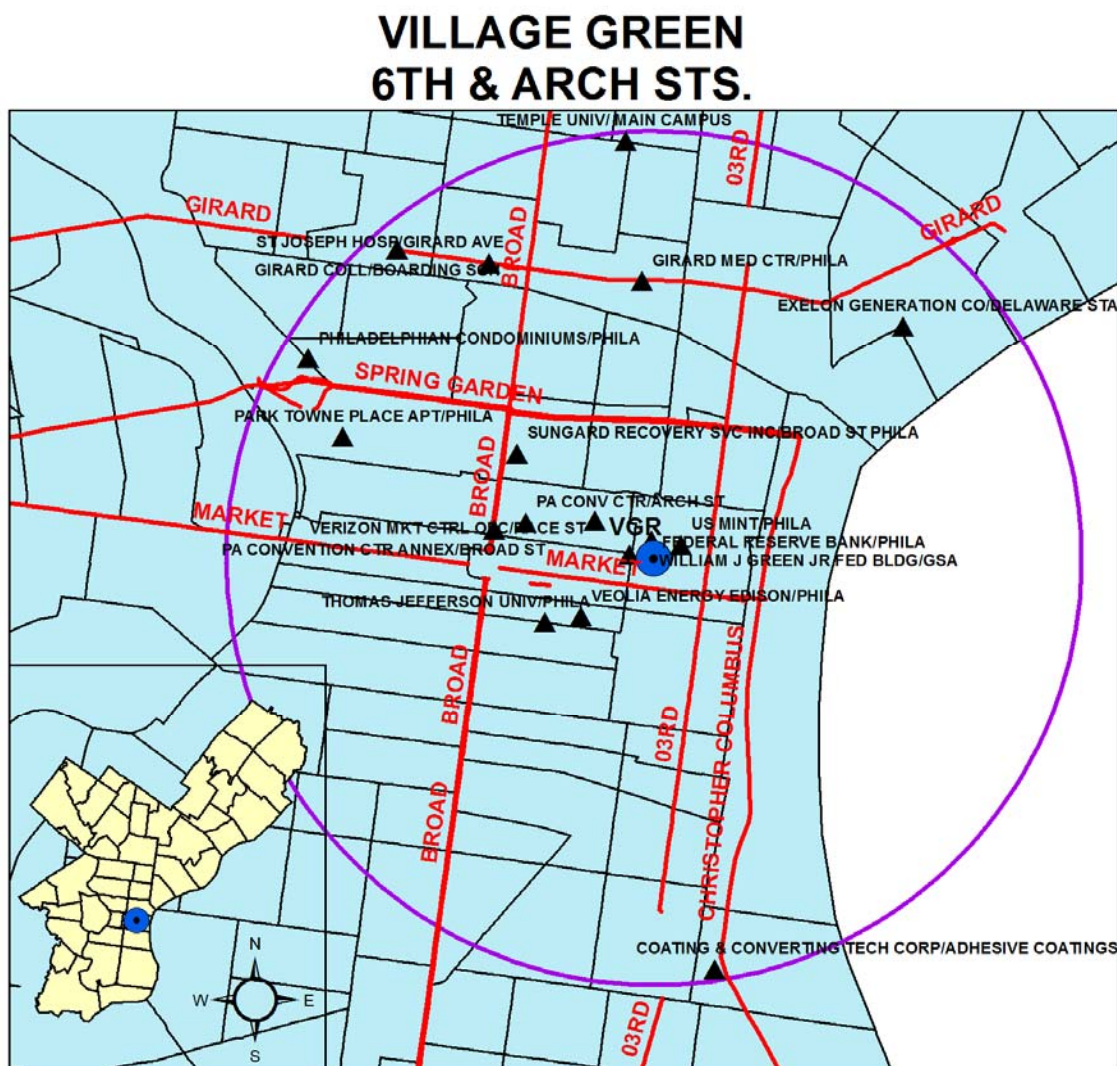 VILLAGE GREEN
6TH & ARCH STS.
TEMPLE UNIV/ MAIN CAMPUS
03RD
GIRARD
BROAD
GIRARD
ST JOSEPH HOSP/GIRARD AVE
GIRARD COLL/BOARDING SCH
GIRARD MED CTR/PHILA
EXELON GENERATION CO/DELAWARE STA
PHILADELPHIAN CONDOMINIUMS/PHILA
SPRING GARDEN
PARK TOWNE PLACE APT/PHILA
SUNGARD RECOVERY SVC INC/BROAD ST PHILA
BROAD
PA CONV CTR/ARCH ST
MARKET
VERIZON MKT CTRL OFC/RACE ST
VGR
US MINT/PHILA
FEDERAL RESERVE BANK/PHILA
PA CONVENTION CTR ANNEX/BROAD ST
MARKET
WILLIAM J GREEN JR FED BLDG/GSA
THOMAS JEFFERSON UNIV/PHILA
VEOLIA ENERGY EDISON/PHILA
BROAD
03RD
CHRISTOPHER COLUMBUS
BROAD
COATING & CONVERTING TECH CORP/ADHESIVE COATINGS
N
W
E
S
03RD